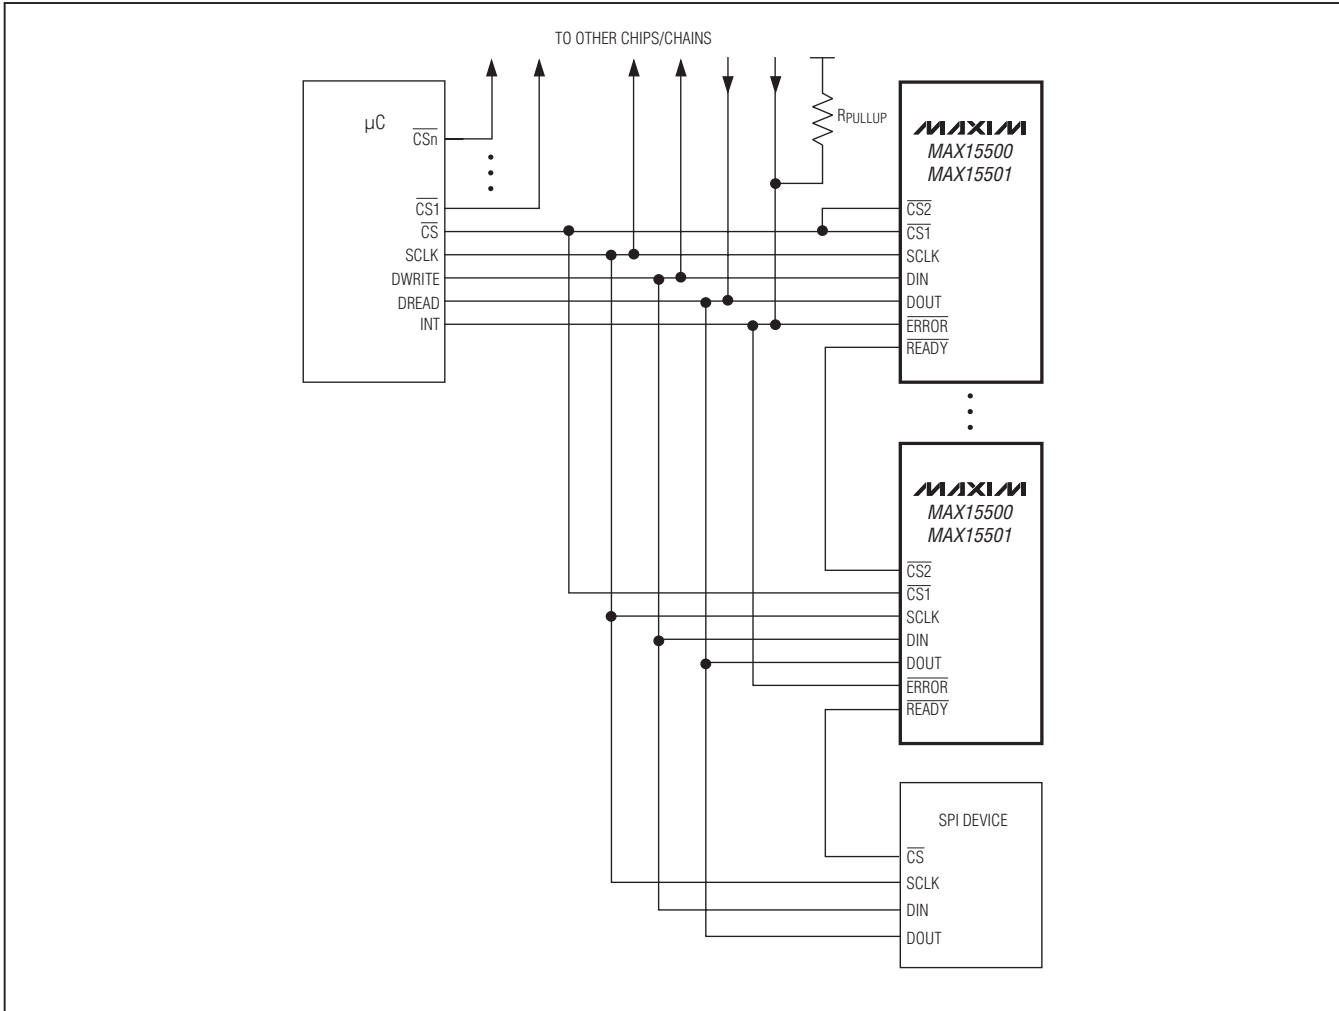 TO OTHER CHIPS/CHAINS
µC
CSn
CS1
CS
SCLK
DWRITE
DREAD
INT
RPULLUP
MAXIM
MAX15500
MAX15501
CS2
CS1
SCLK
DIN
DOUT
ERROR
READY
MAXIM
MAX15500
MAX15501
CS2
CS1
SCLK
DIN
DOUT
ERROR
READY
SPI DEVICE
CS
SCLK
DIN
DOUT